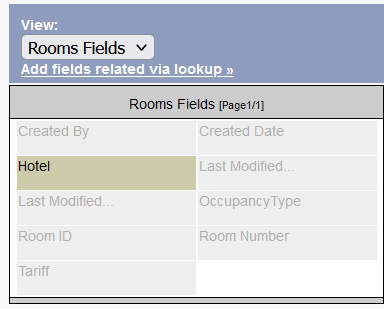 View:
Rooms Fields
Add fields related via lookup »
Rooms Fields [Page1/1]
Created By
Created Date
Hotel
Last Modified...
Last Modified...
OccupancyType
Room ID
Room Number
Tariff